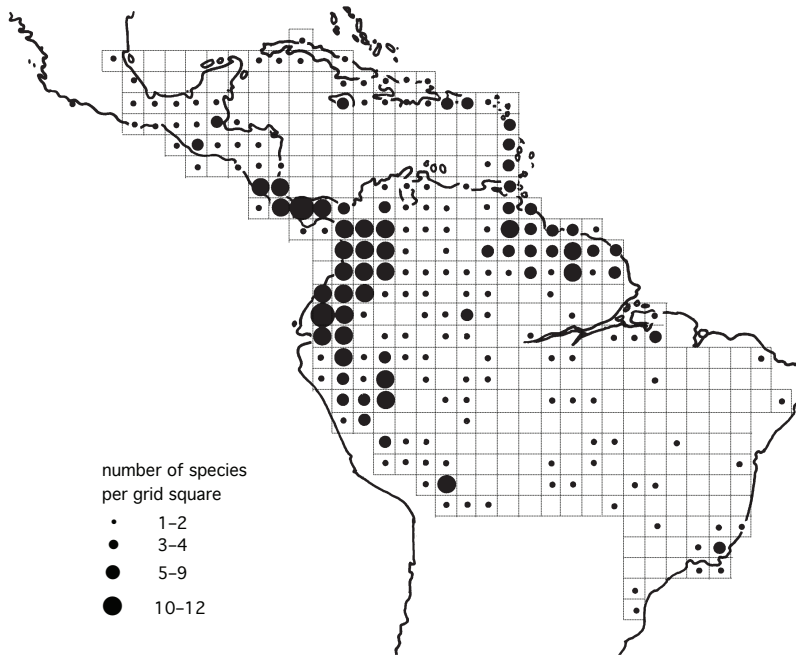 number of species
per grid square
1–2
3–4
5–9
10–12